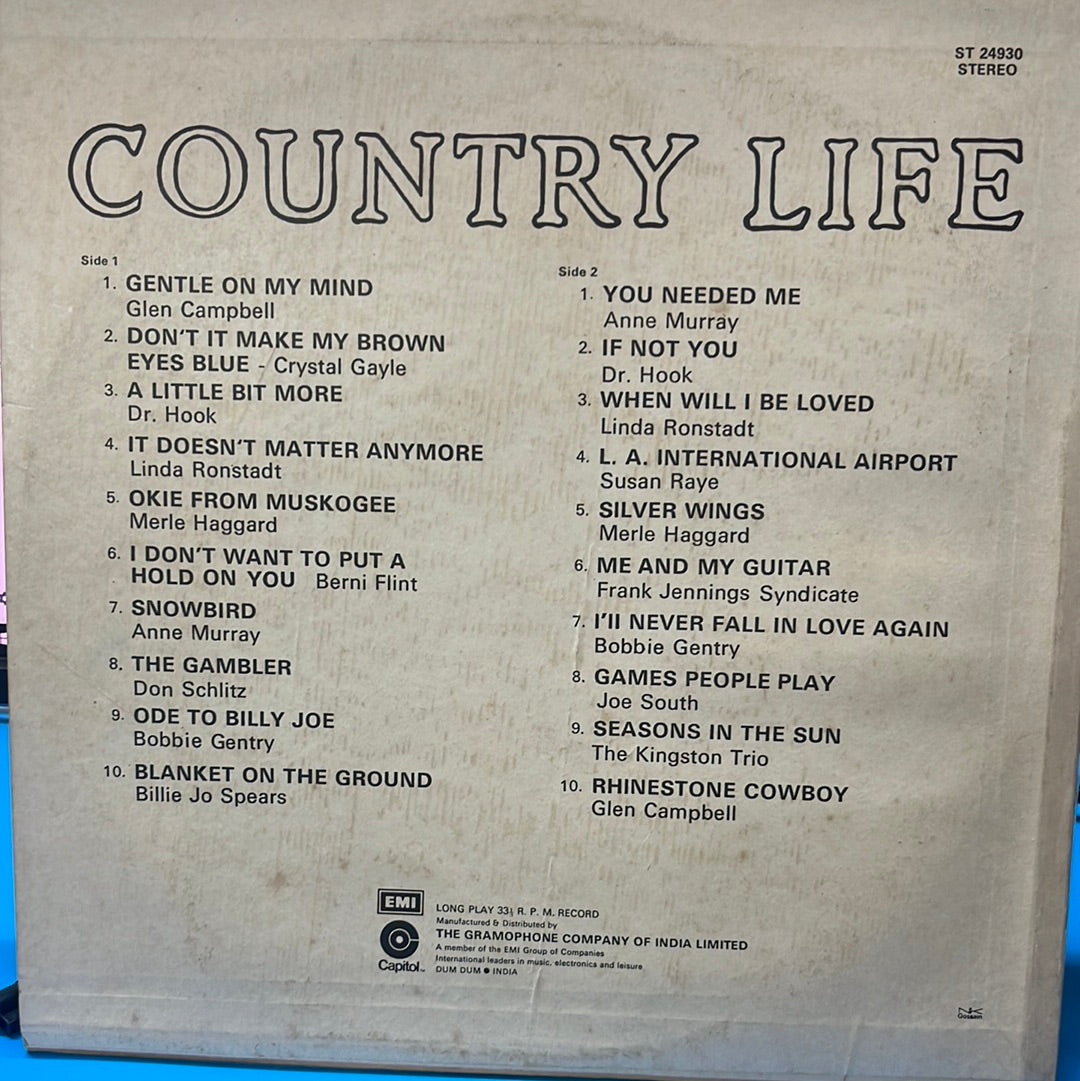 ST 24930
STEREO
COUNTRY LIFE
Side 1
1. GENTLE ON MY MIND
Glen Campbell
2. DON'T IT MAKE MY BROWN
EYES BLUE - Crystal Gayle
3. A LITTLE BIT MORE
Dr. Hook
4. IT DOESN'T MATTER ANYMORE
Linda Ronstadt
5. OKIE FROM MUSKOGEE
Merle Haggard
6. I DON'T WANT TO PUT A
HOLD ON YOU Berni Flint
7. SNOWBIRD
Anne Murray
8. THE GAMBLER
Don Schlitz
9. ODE TO BILLY JOE
Bobbie Gentry
10. BLANKET ON THE GROUND
Billie Jo Spears
Side 2
1. YOU NEEDED ME
Anne Murray
2. IF NOT YOU
Dr. Hook
3. WHEN WILL I BE LOVED
Linda Ronstadt
4. L. A. INTERNATIONAL AIRPORT
Susan Raye
5. SILVER WINGS
Merle Haggard
6. ME AND MY GUITAR
Frank Jennings Syndicate
7. I'll NEVER FALL IN LOVE AGAIN
Bobbie Gentry
8. GAMES PEOPLE PLAY
Joe South
9. SEASONS IN THE SUN
The Kingston Trio
10. RHINESTONE COWBOY
Glen Campbell
EMI
Capitol
LONG PLAY 33⅓ R. P. M. RECORD
Manufactured & Distributed by
THE GRAMOPHONE COMPANY OF INDIA LIMITED
A member of the EMI Group of Companies
International leaders in music, electronics and leisure
DUM DUM ● INDIA